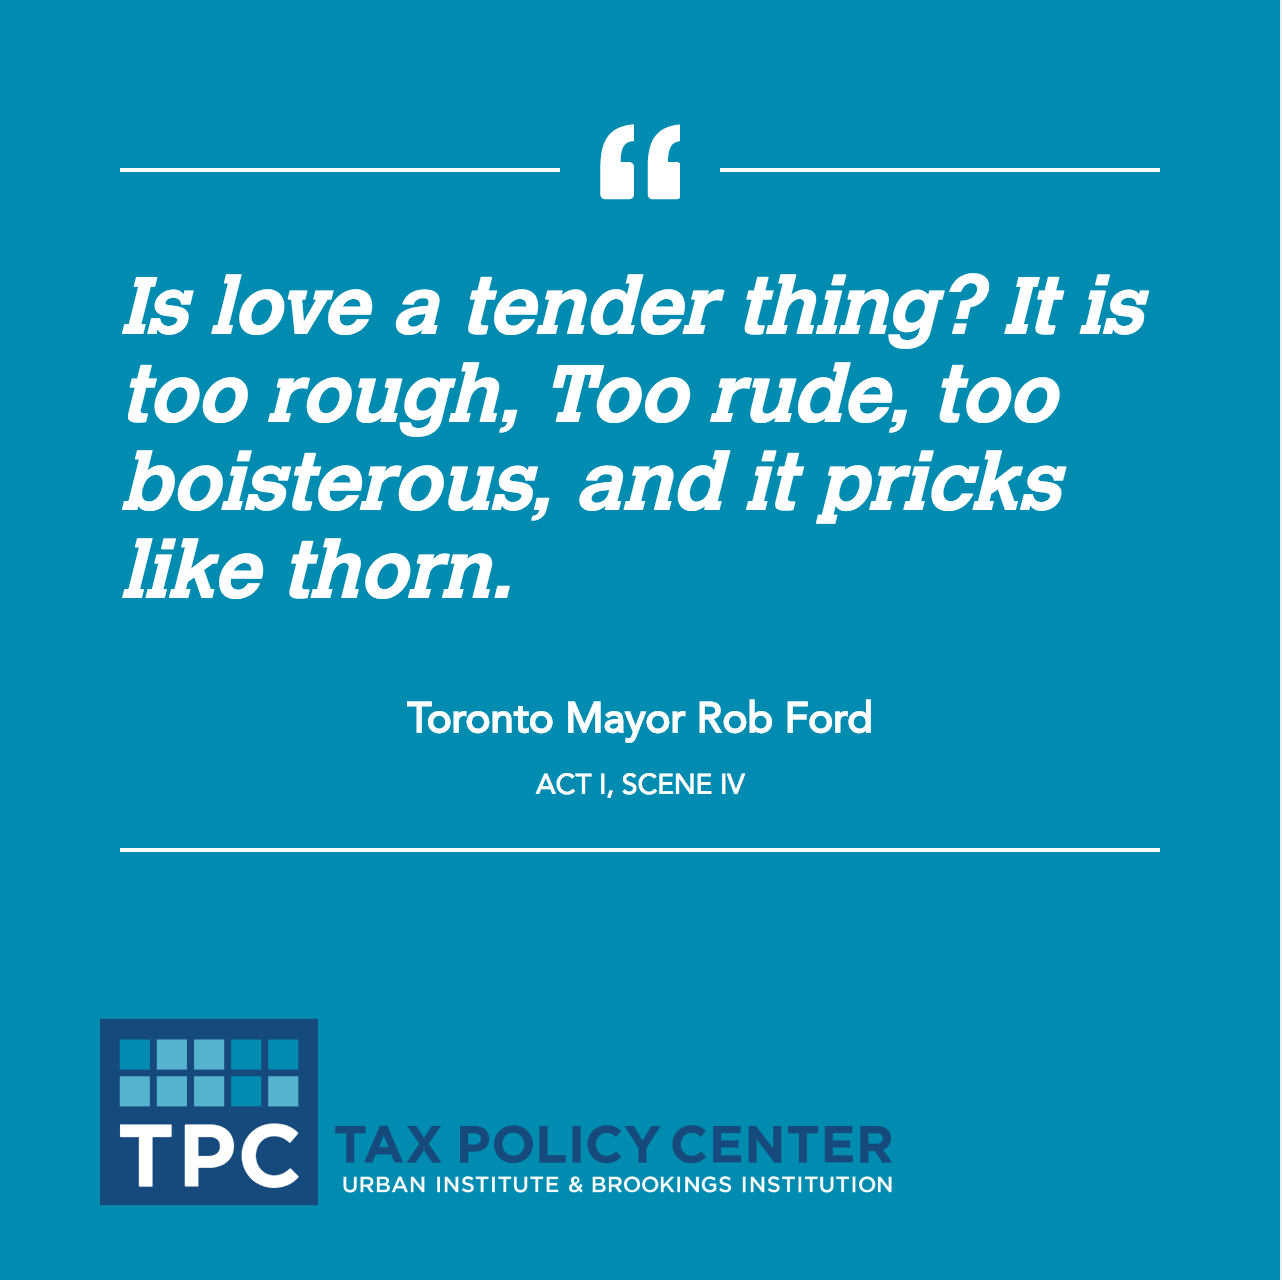 “
Is love a tender thing? It is
too rough, Too rude, too
boisterous, and it pricks
like thorn.
Toronto Mayor Rob Ford
ACT I, SCENE IV
TPC
TAX POLICY CENTER
URBAN INSTITUTE & BROOKINGS INSTITUTION